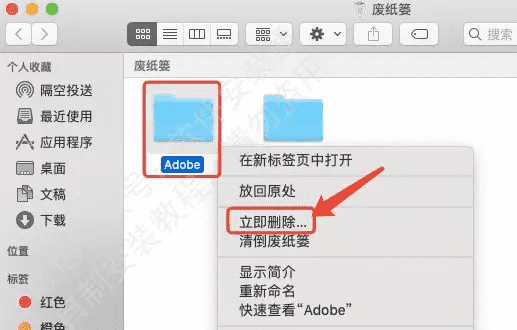 废纸篓
搜索
个人收藏
隔空投送
最近使用
应用程序
桌面
文稿
下载
位置
标签
红色
橙色
废纸篓
Adobe
在新标签页中打开
放回原处
立即删除...
清倒废纸篓
显示简介
重新命名
快速查看“Adobe”